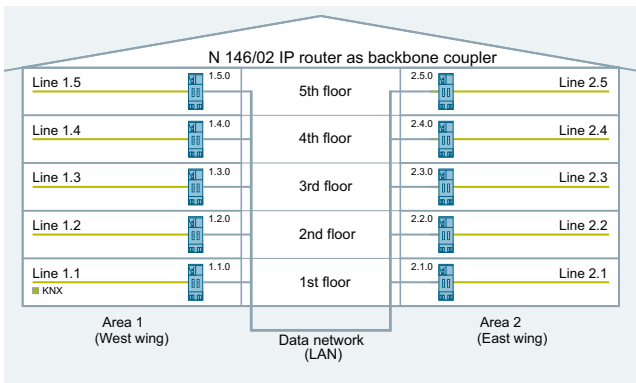 N 146/02 IP router as backbone coupler
Line 1.5 1.5.0 5th floor 2.5.0 Line 2.5
Line 1.4 1.4.0 4th floor 2.4.0 Line 2.4
Line 1.3 1.3.0 3rd floor 2.3.0 Line 2.3
Line 1.2 1.2.0 2nd floor 2.2.0 Line 2.2
Line 1.1 1.1.0 1st floor 2.1.0 Line 2.1
KNX
Area 1
(West wing)
Data network
(LAN)
Area 2
(East wing)